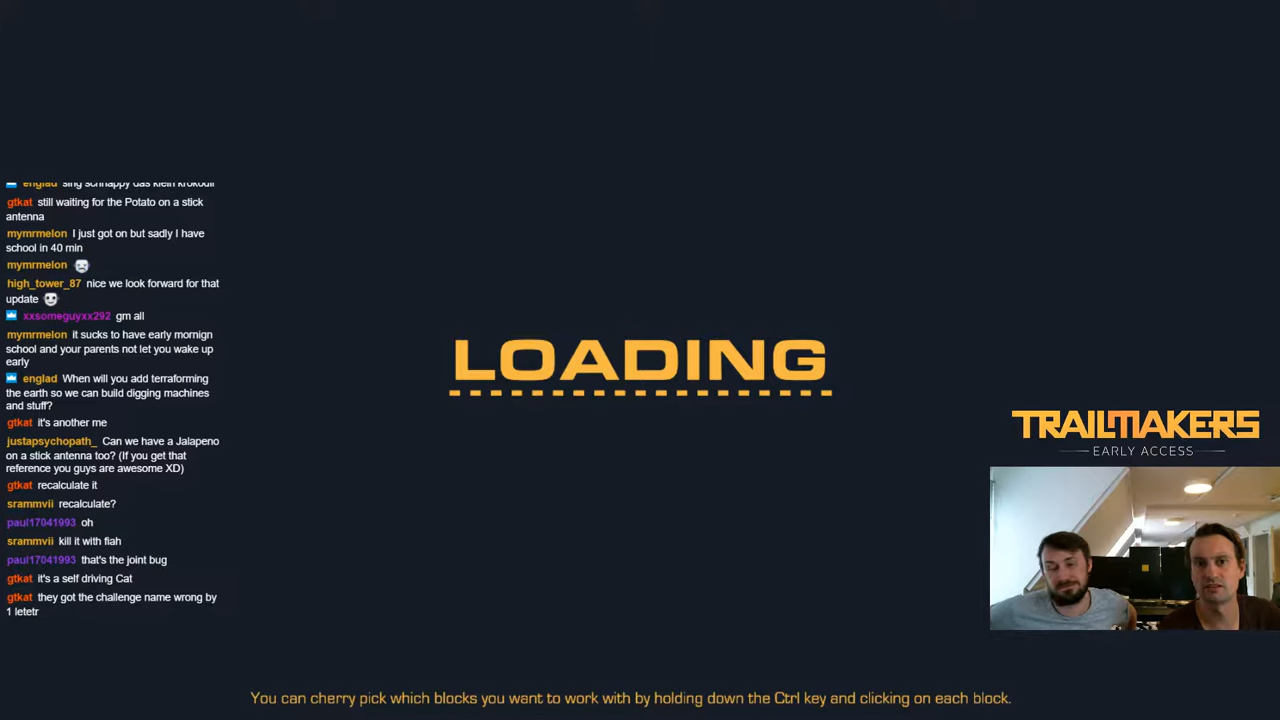 englad sing schnappy das klein krokodil
gtkat still waiting for the Potato on a stick
antenna
mymrmelon I just got on but sadly I have
school in 40 min
mymrmelon
high_tower_87 nice we look forward for that
update
xxsomeguyxx292 gm all
mymrmelon it sucks to have early mornign
school and your parents not let you wake up
early
englad When will you add terraforming
the earth so we can build digging machines
and stuff?
gtkat it's another me
justapsychopath_ Can we have a Jalapeno
on a stick antenna too? (If you get that
reference you guys are awesome XD)
gtkat recalculate it
srammvii recalculate?
paul17041993 oh
srammvii kill it with fiah
paul17041993 that's the joint bug
gtkat it's a self driving Cat
gtkat they got the challenge name wrong by
1 letetr
LOADING
TRAILMAKERS
EARLY ACCESS
You can cherry pick which blocks you want to work with by holding down the Ctrl key and clicking on each block.